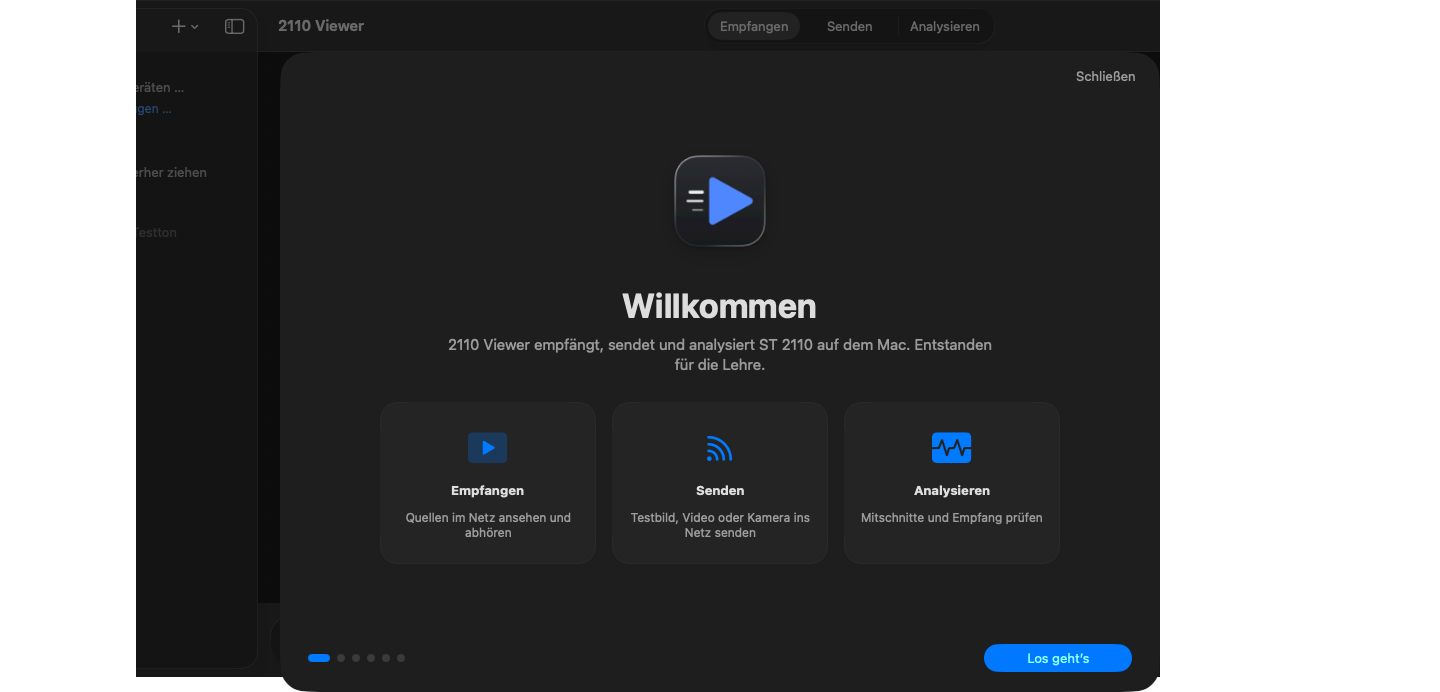 2110 Viewer
Empfangen
Senden
Analysieren
Schließen
eräten ...
gen ...
erher ziehen
Testton
Willkommen
2110 Viewer empfängt, sendet und analysiert ST 2110 auf dem Mac. Entstanden
für die Lehre.
Empfangen
Quellen im Netz ansehen und
abhören
Senden
Testbild, Video oder Kamera ins
Netz senden
Analysieren
Mitschnitte und Empfang prüfen
Los geht’s